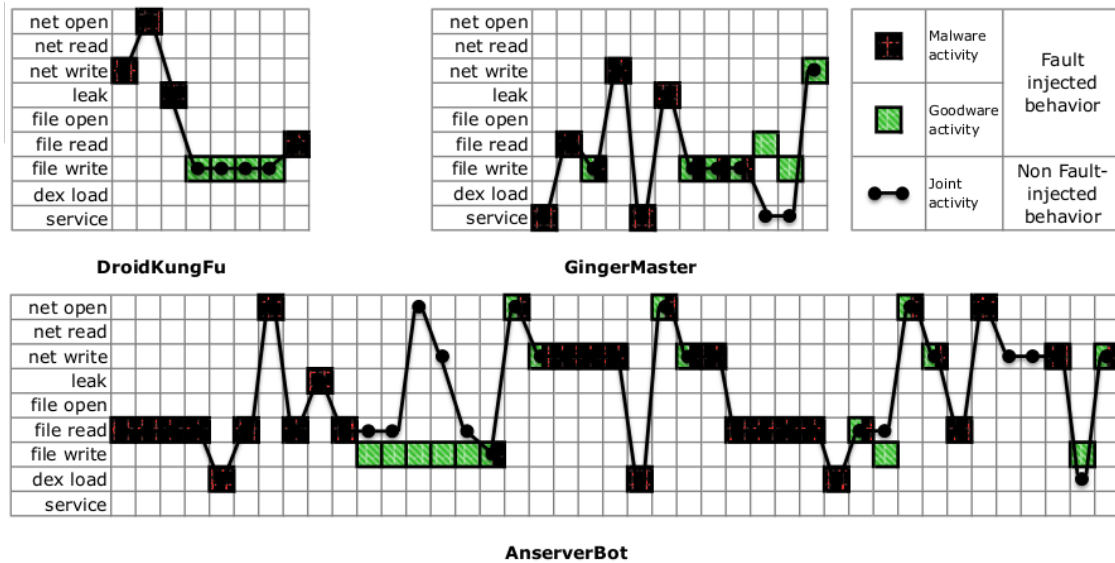 net open
net read
net write
leak
file open
file read
file write
dex load
service
DroidKungFu
net open
net read
net write
leak
file open
file read
file write
dex load
service
GingerMaster
Malware
activity
Goodware
activity
Fault
injected
behavior
Joint
activity
Non Fault-
injected
behavior
net open
net read
net write
leak
file open
file read
file write
dex load
service
AnserverBot